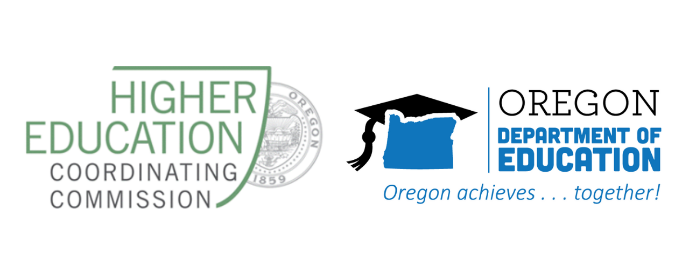 HIGHER
EDUCATION
COORDINATING
COMMISSION
OREGON
1859
OREGON
DEPARTMENT OF
EDUCATION
Oregon achieves . . . together!